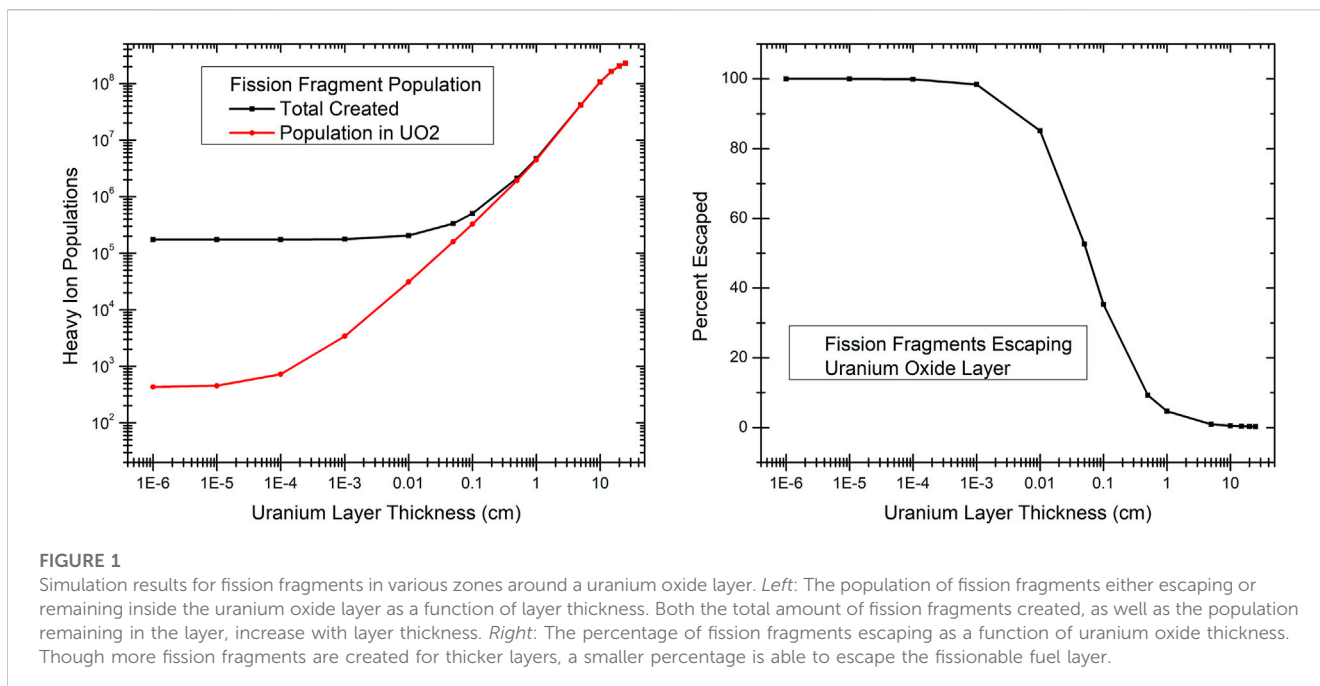 Fission Fragment Population
Total Created
Population in UO2
Heavy Ion Populations
10⁸
10⁷
10⁶
10⁵
10⁴
10³
10²
1E-6 1E-5 1E-4 1E-3 0.01 0.1 1 10
Uranium Layer Thickness (cm)
Percent Escaped
100
80
60
40
20
0
Fission Fragments Escaping
Uranium Oxide Layer
1E-6 1E-5 1E-4 1E-3 0.01 0.1 1 10
Uranium Layer Thickness (cm)
FIGURE 1
Simulation results for fission fragments in various zones around a uranium oxide layer. Left: The population of fission fragments either escaping or
remaining inside the uranium oxide layer as a function of layer thickness. Both the total amount of fission fragments created, as well as the population
remaining in the layer, increase with layer thickness. Right: The percentage of fission fragments escaping as a function of uranium oxide thickness.
Though more fission fragments are created for thicker layers, a smaller percentage is able to escape the fissionable fuel layer.